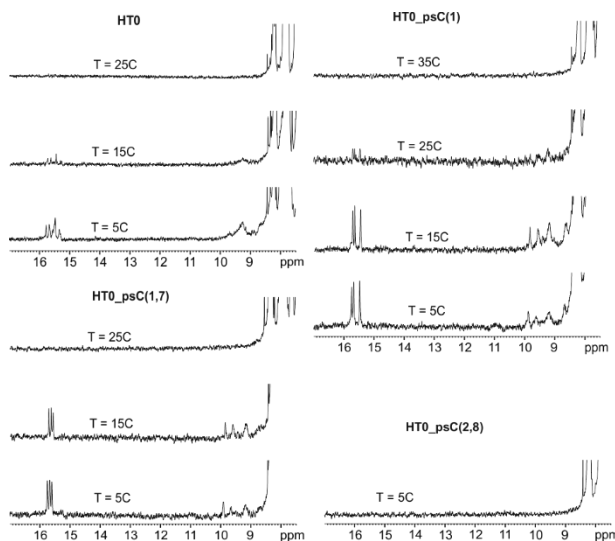 HT0
T = 25C
T = 15C
T = 5C
16 15 14 13 12 11 10 9 ppm
HT0_psC(1)
T = 35C
T = 25C
T = 15C
T = 5C
16 15 14 13 12 11 10 9 ppm
HT0_psC(1,7)
T = 25C
T = 15C
T = 5C
16 15 14 13 12 11 10 9 ppm
HT0_psC(2,8)
T = 5C
16 15 14 13 12 11 10 9 ppm